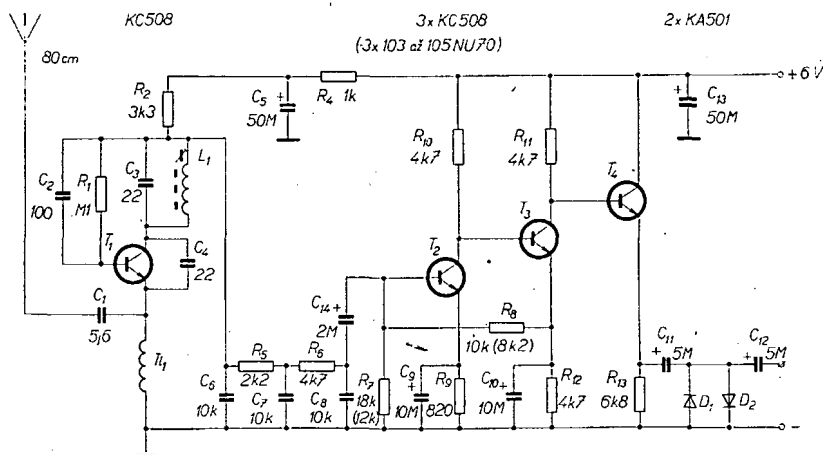 KC508
3x KC508
(3x 103 až 105NU70)
2x KA501
80cm
R2
3k3
C5
50M
R4
1k
+6V
C13
50M
R10
4k7
R11
4k7
C2
100
R1
M1
C3
22
L1
T1
C4
22
T2
T3
T4
C1
5j6
Tl1
C14
2M
R8
10k (8k2)
C11
5M
C12
5M
R5
2k2
R6
4k7
C6
10k
C7
10k
C8
10k
R7
18k
(12k)
C9
10M
R9
820
C10
10M
R12
4k7
R13
6k8
D1
D2